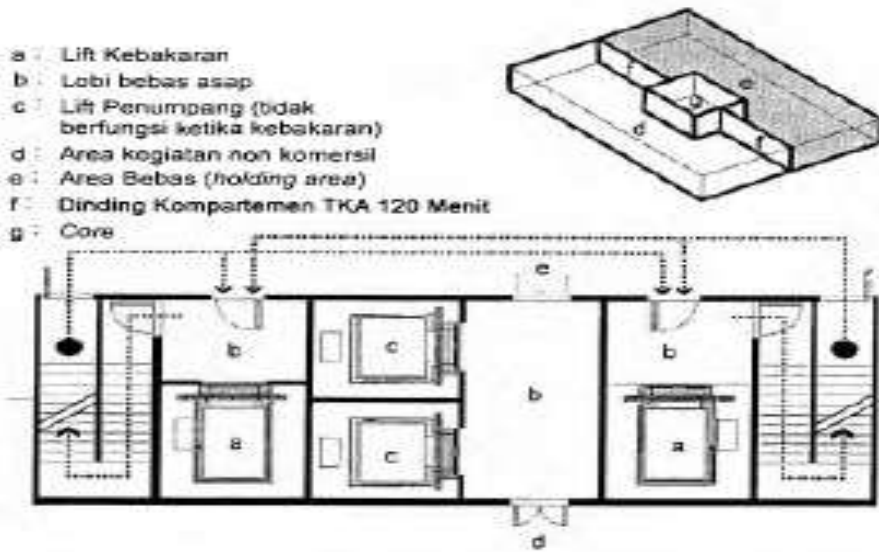 a : Lift Kebakaran
b : Lobi bebas asap
c : Lift Penumpang (tidak
berfungsi ketika kebakaran)
d : Area kegiatan non komersil
e : Area Bebas (holding area)
f : Dinding Kompartemen TKA 120 Menit
g : Core
f
e
g
d
f
e
f
b
c
b
b
a
c
a
d